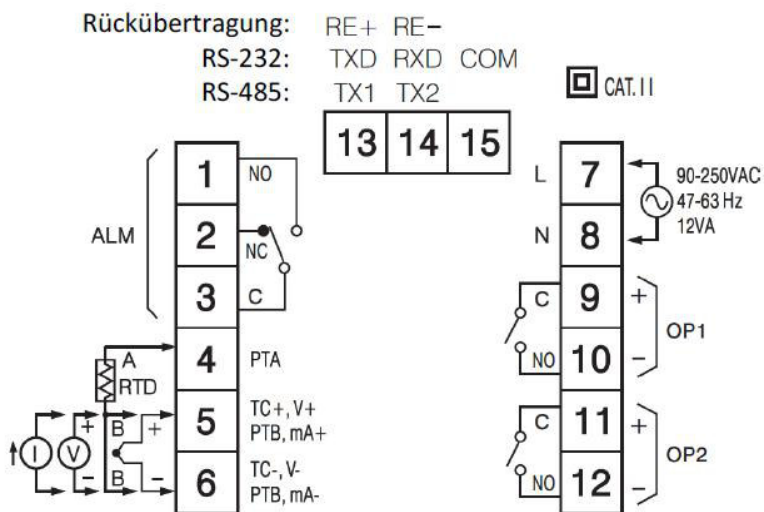 Rückübertragung: RE+ RE−
RS-232: TXD RXD COM
RS-485: TX1 TX2
CAT. II
13 14 15
1 NO
ALM 2 NC
3 C
A 4 PTA
RTD
B + 5 TC+, V+
PTB, mA+
I V + −
B − 6 TC-, V-
PTB, mA-
L 7 90-250VAC
47-63 Hz
12VA
N 8
C 9 +
OP1
NO 10 −
C 11 +
OP2
NO 12 −